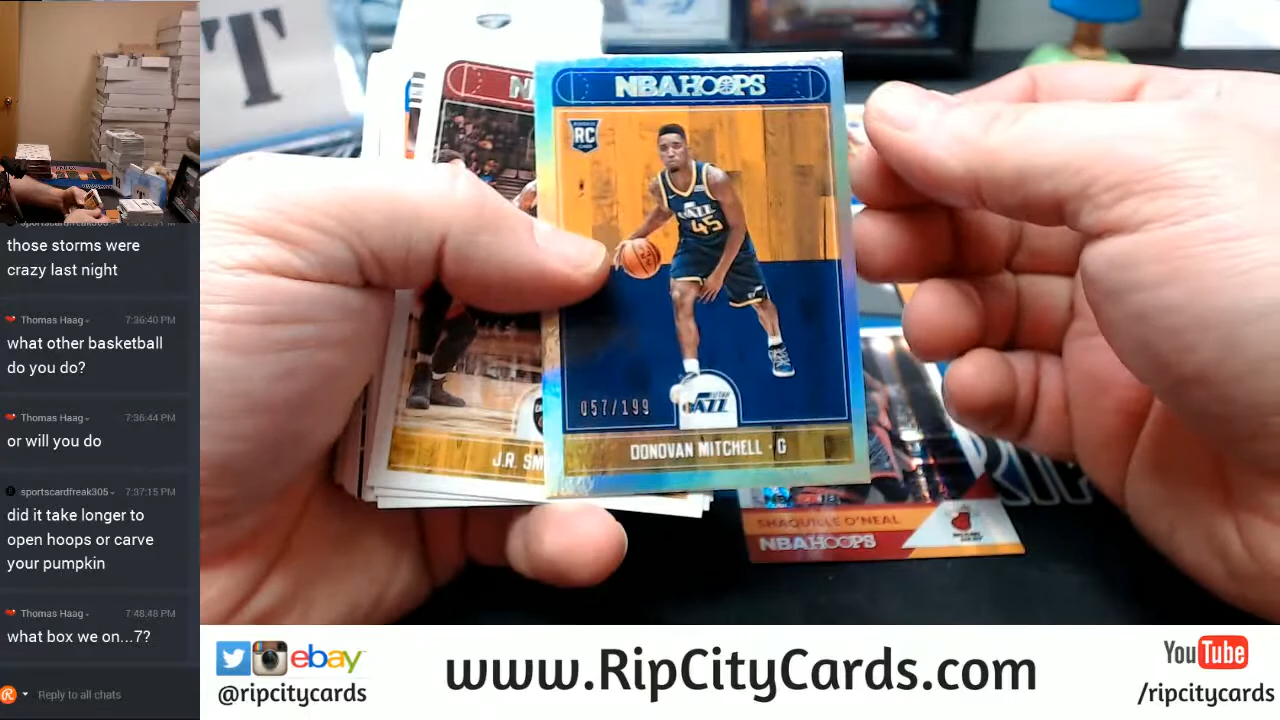 those storms were
crazy last night
Thomas Haag
7:36:40 PM
what other basketball
do you do?
Thomas Haag
7:36:44 PM
or will you do
sportscardfreak305
7:37:15 PM
did it take longer to
open hoops or carve
your pumpkin
Thomas Haag
7:48:48 PM
what box we on...7?
Reply to all chats
NBA HOOPS
RC
JAZZ
45
057/199
UTAH
JAZZ
DONOVAN MITCHELL · G
N
J.R. SM
SHAQUILLE O'NEAL
NBA HOOPS
RIP
ebay
@ripcitycards
www.RipCityCards.com
YouTube
/ripcitycards